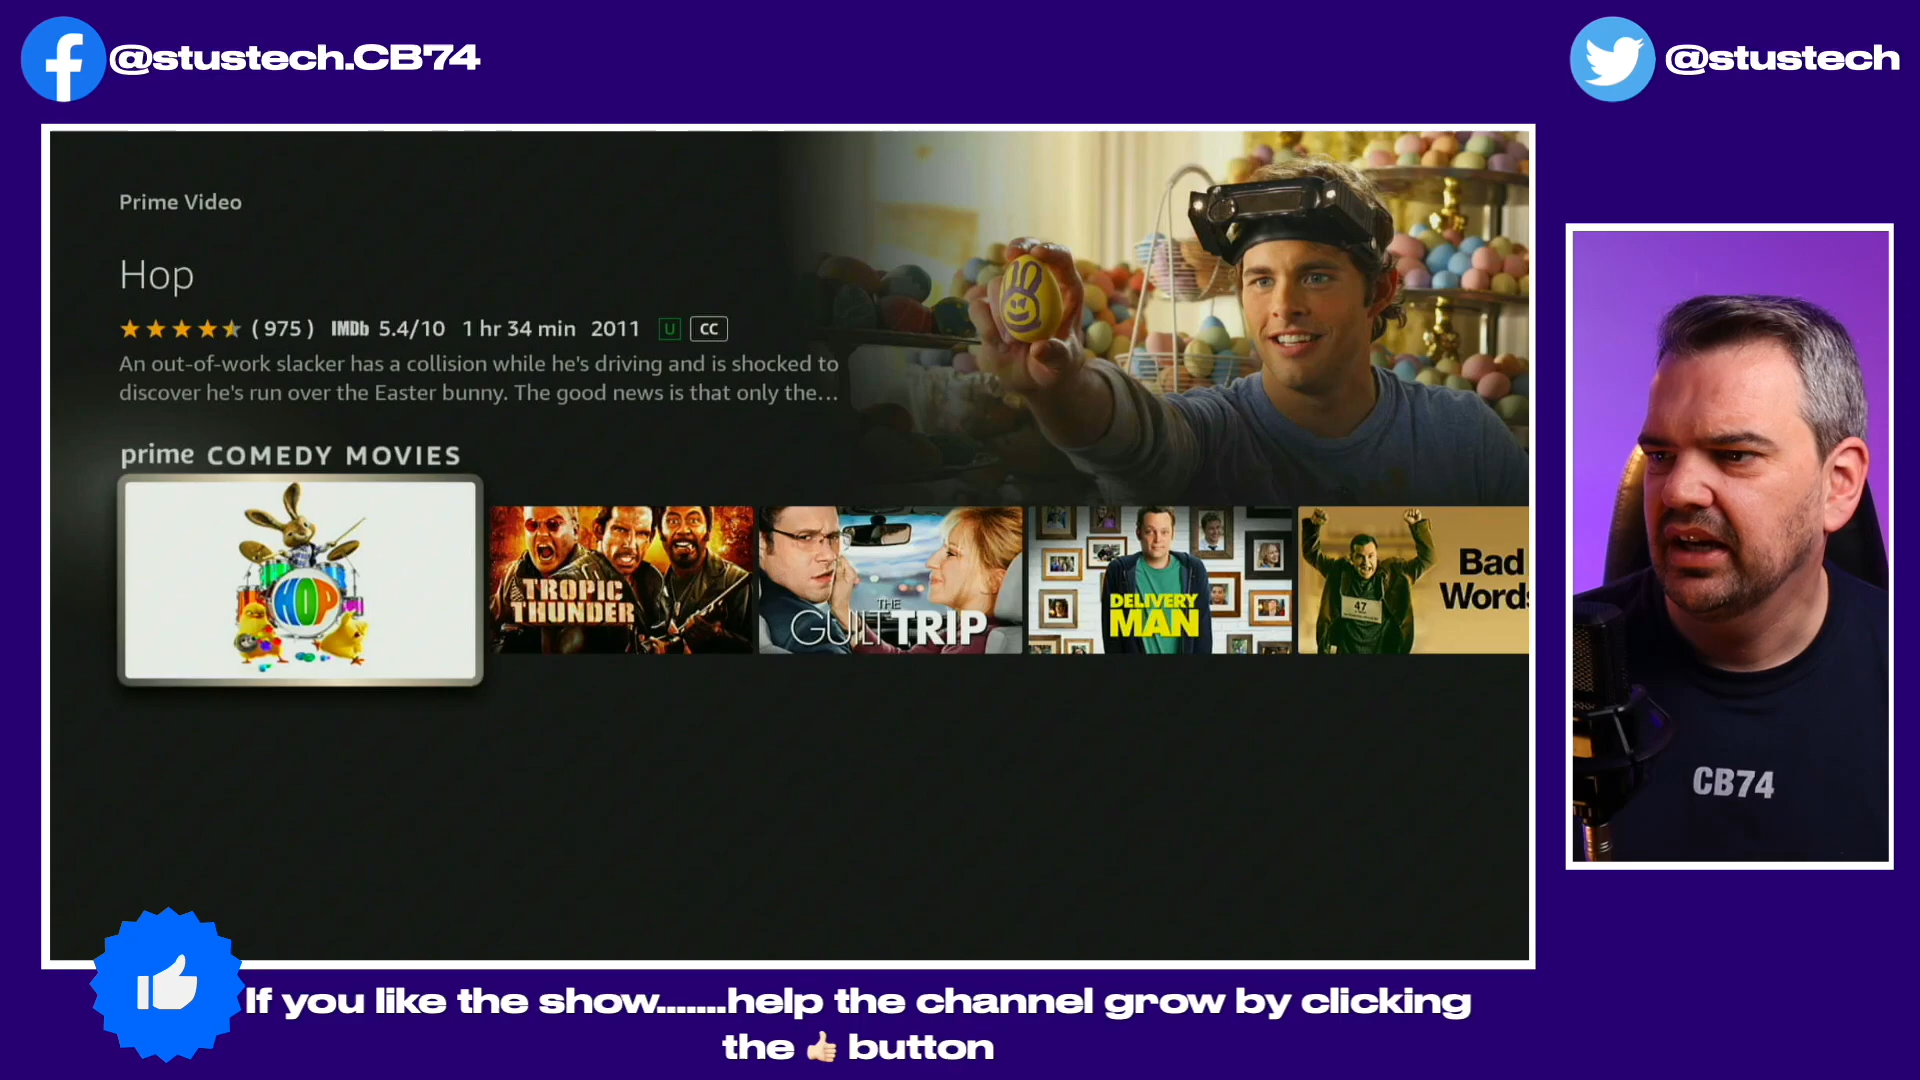 @stustech.CB74
@stustech
Prime Video
Hop
(975) IMDb 5.4/10 1 hr 34 min 2011 U CC
An out-of-work slacker has a collision while he's driving and is shocked to
discover he's run over the Easter bunny. The good news is that only the...
prime COMEDY MOVIES
HOP
TROPIC
THUNDER
THE
GUILT TRIP
DELIVERY
MAN
47
Bad
Words
CB74
If you like the show.......help the channel grow by clicking
the 👍🏻 button